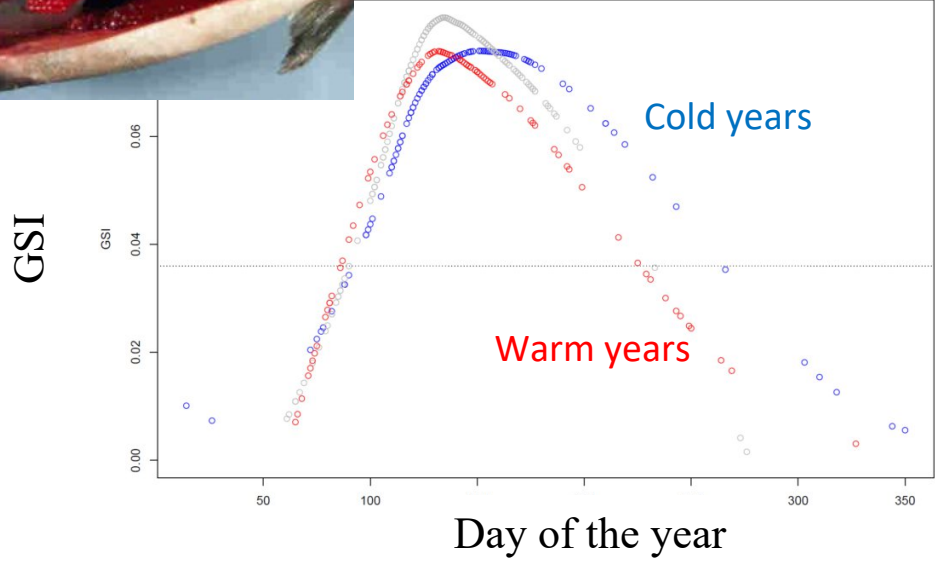 Cold years
0.06
GSI
GSI
0.04
Warm years
0.02
0.00
50
100
300
350
Day of the year